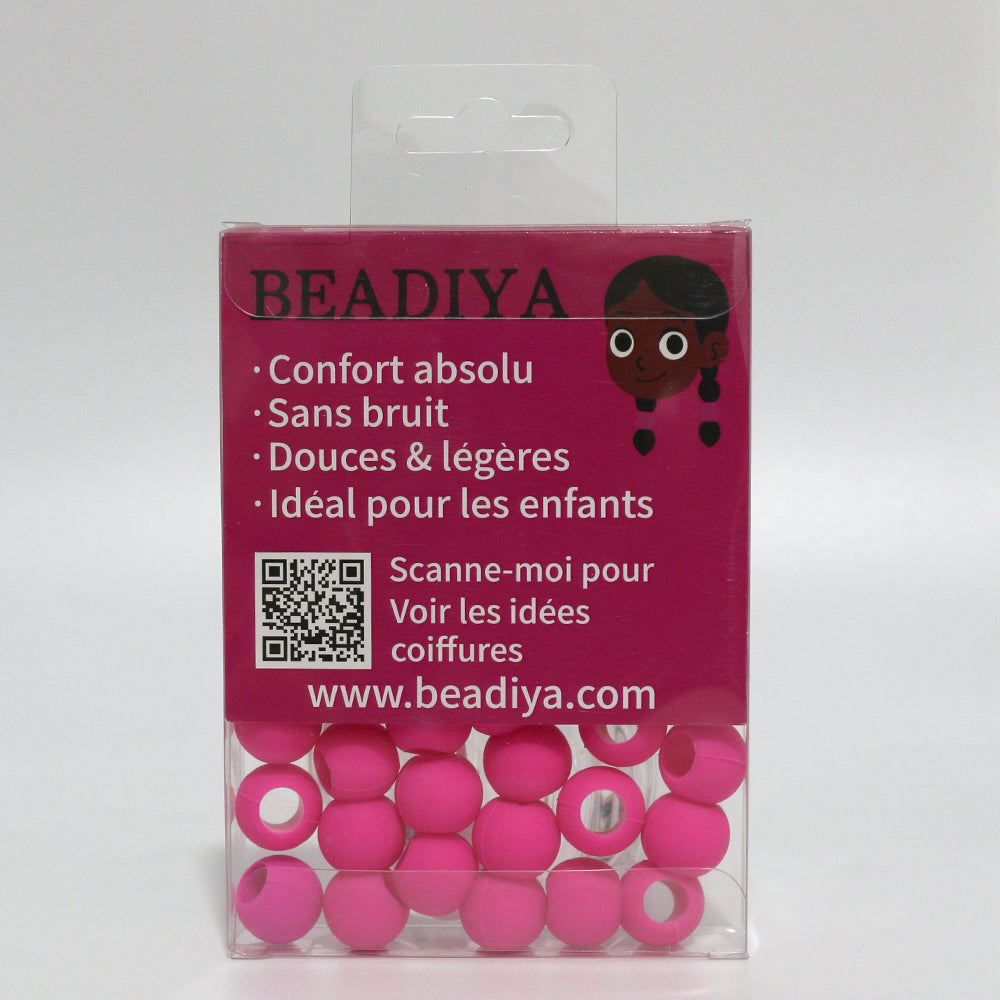 BEADIYA
· Confort absolu
· Sans bruit
· Douces & légères
· Idéal pour les enfants
Scanne-moi pour
Voir les idées
coiffures
www.beadiya.com